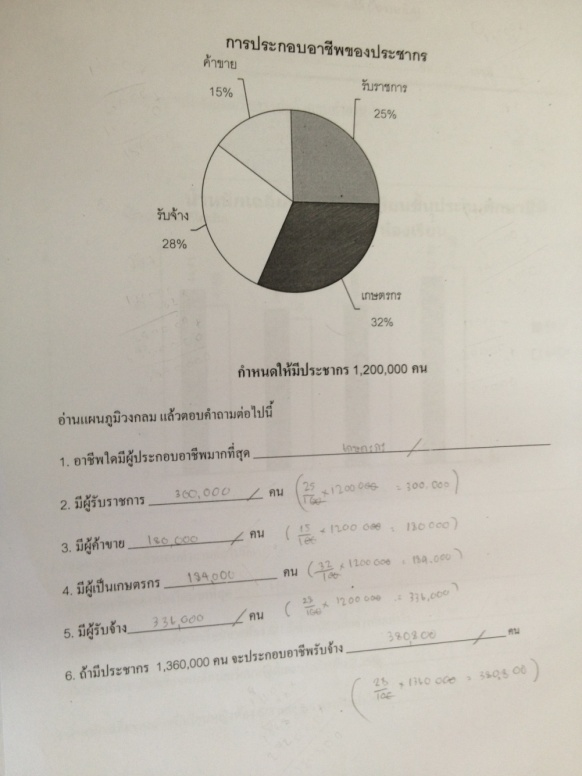 การประกอบอาชีพของประชากร
ค้าขาย
15%
รับราชการ
25%
รับจ้าง
28%
เกษตรกร
32%
กำหนดให้มีประชากร 1,200,000 คน
อ่านแผนภูมิวงกลม แล้วตอบคำถามต่อไปนี้
1. อาชีพใดมีผู้ประกอบอาชีพมากที่สุด เกษตรกร
2. มีผู้รับราชการ 300,000 คน (25/100 × 1200000 = 300.000)
3. มีผู้ค้าขาย 180,000 คน (15/100 × 1200000 = 180000)
4. มีผู้เป็นเกษตรกร 184,000 คน (32/100 × 1200000 = 184.000)
5. มีผู้รับจ้าง 336,000 คน (28/100 × 1200000 = 336,000)
6. ถ้ามีประชากร 1,360,000 คน จะประกอบอาชีพรับจ้าง 380,800 คน
(28/100 × 1360000 = 380,800)